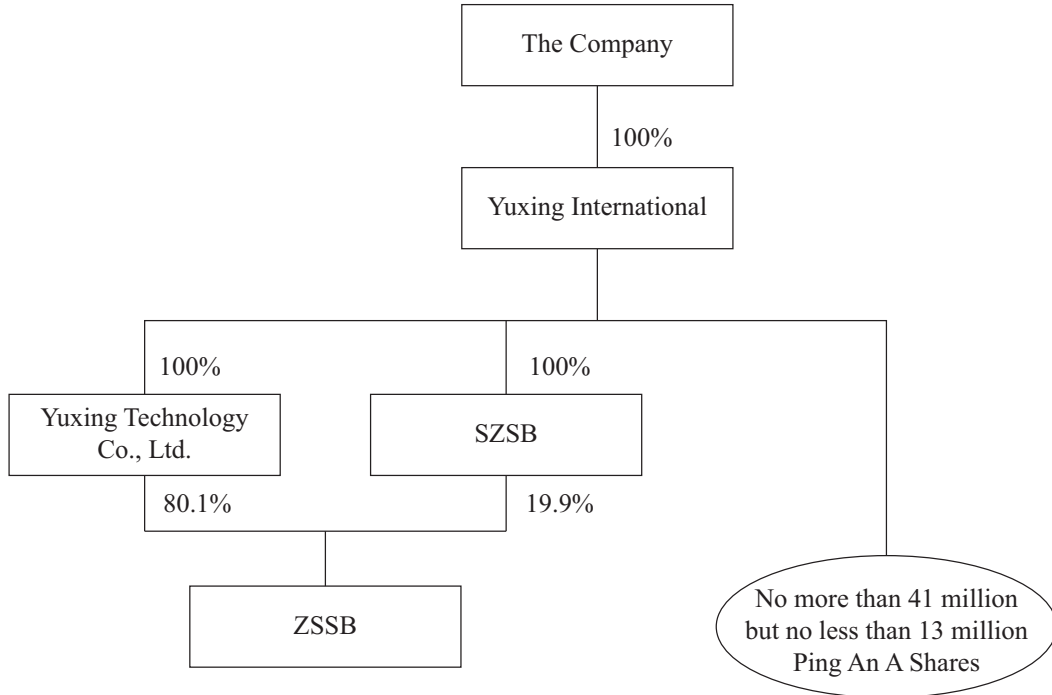 The Company
100%
Yuxing International
100%
100%
Yuxing Technology
Co., Ltd.
SZSB
80.1%
19.9%
ZSSB
No more than 41 million
but no less than 13 million
Ping An A Shares